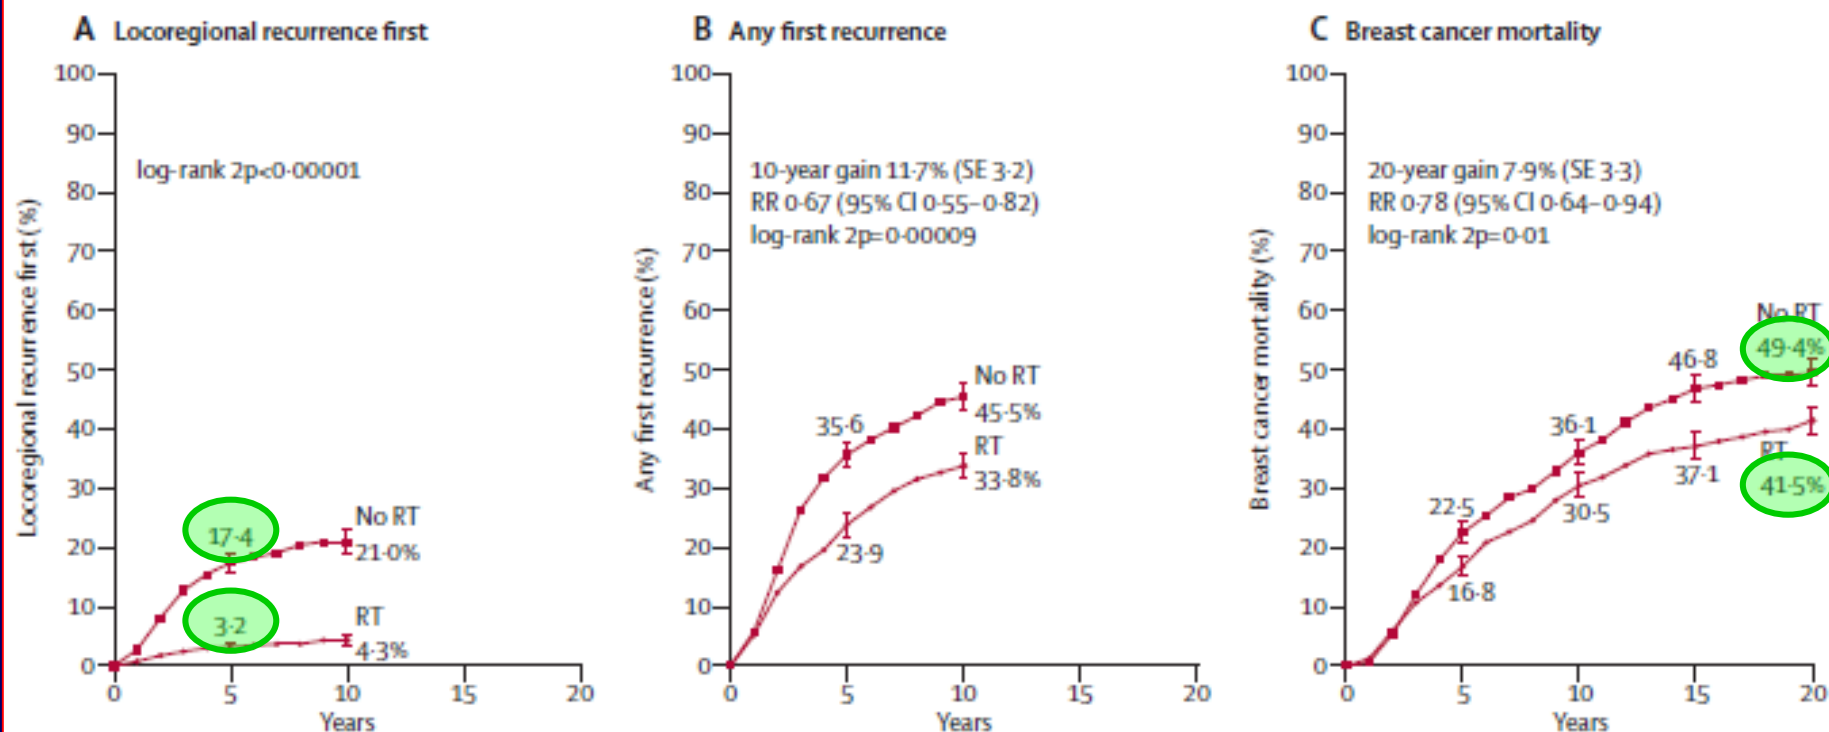 A Locoregional recurrence first
Locoregional recurrence first (%)
100
90
80
70
60
50
40
30
20
10
0
log-rank 2p<0·00001
17·4
3·2
No RT
21·0%
RT
4·3%
0 5 10 15 20
Years
B Any first recurrence
Any first recurrence (%)
100
90
80
70
60
50
40
30
20
10
0
10-year gain 11·7% (SE 3·2)
RR 0·67 (95% CI 0·55–0·82)
log-rank 2p=0·00009
35·6
23·9
No RT
45·5%
RT
33·8%
0 5 10 15 20
Years
C Breast cancer mortality
Breast cancer mortality (%)
100
90
80
70
60
50
40
30
20
10
0
20-year gain 7·9% (SE 3·3)
RR 0·78 (95% CI 0·64–0·94)
log-rank 2p=0·01
22·5
16·8
36·1
30·5
46·8
37·1
No RT
49·4%
RT
41·5%
0 5 10 15 20
Years